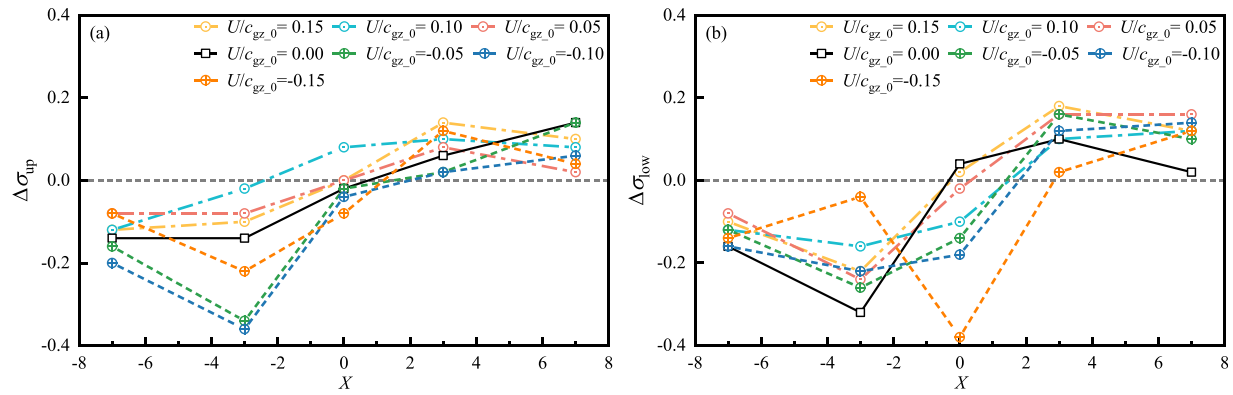 (a)
U/c_gz_0= 0.15 U/c_gz_0= 0.10 U/c_gz_0= 0.05
U/c_gz_0= 0.00 U/c_gz_0=-0.05 U/c_gz_0=-0.10
U/c_gz_0=-0.15
0.4
0.2
0.0
-0.2
-0.4
Δσ_up
-8 -6 -4 -2 0 2 4 6 8
X
(b)
U/c_gz_0= 0.15 U/c_gz_0= 0.10 U/c_gz_0= 0.05
U/c_gz_0= 0.00 U/c_gz_0=-0.05 U/c_gz_0=-0.10
U/c_gz_0=-0.15
0.4
0.2
0.0
-0.2
-0.4
Δσ_low
-8 -6 -4 -2 0 2 4 6 8
X